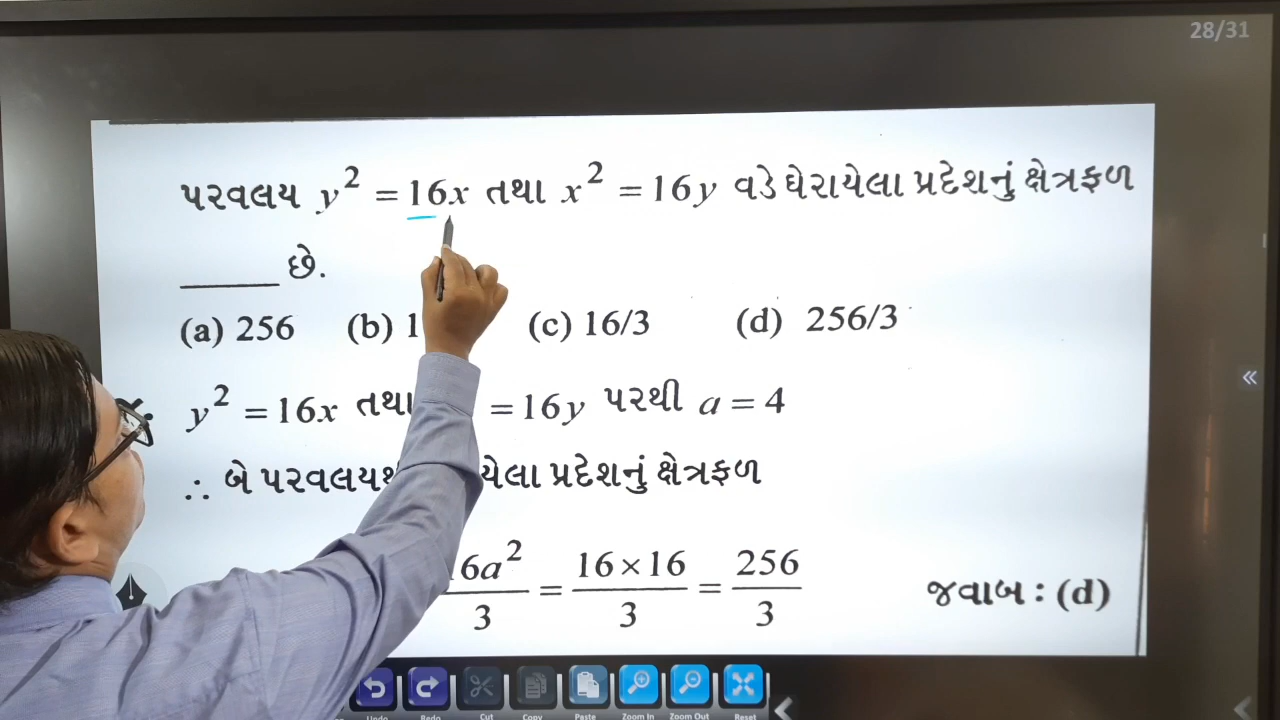 28/31
પરવલય y² = 16x તથા x² = 16y વડે ઘેરાયેલા પ્રદેશનું ક્ષેત્રફળ
______ છે.
(a) 256 (b) 1 (c) 16/3 (d) 256/3
y² = 16x તથા = 16y પરથી a = 4
∴ બે પરવલય યેલા પ્રદેશનું ક્ષેત્રફળ
6a²/3 = 16×16/3 = 256/3 જવાબ : (d)
Undo Redo Cut Copy Paste Zoom In Zoom Out Reset